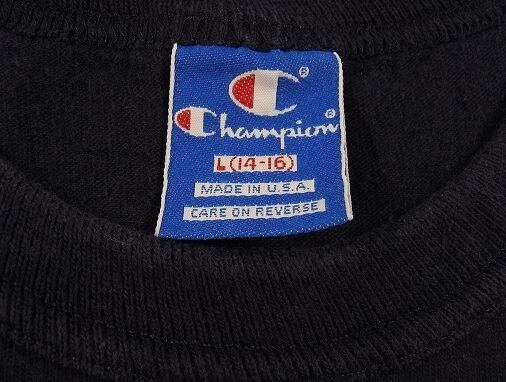 C®
Champion®
L(14-16)
MADE IN U.S.A.
CARE ON REVERSE